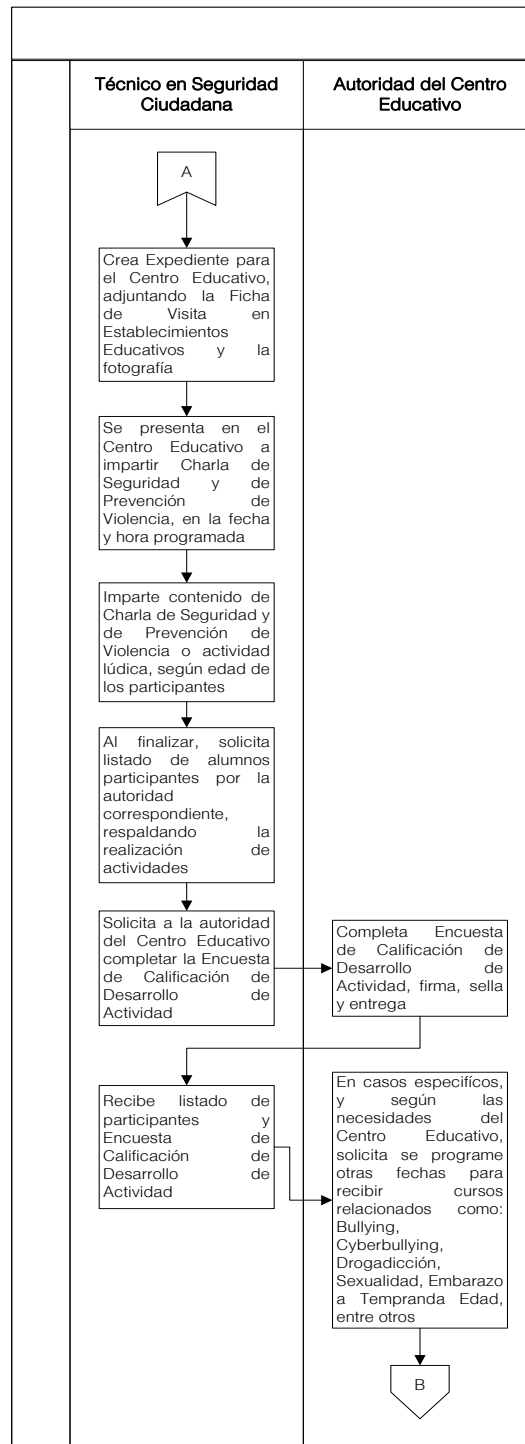 Técnico en Seguridad
Ciudadana
Autoridad del Centro
Educativo
A
Crea Expediente para
el Centro Educativo,
adjuntando la Ficha
de Visita en
Establecimientos
Educativos y la
fotografía
Se presenta en el
Centro Educativo a
impartir Charla de
Seguridad y de
Prevención de
Violencia, en la fecha
y hora programada
Imparte contenido de
Charla de Seguridad y
de Prevención de
Violencia o actividad
lúdica, según edad de
los participantes
Al finalizar, solicita
listado de alumnos
participantes por la
autoridad
correspondiente,
respaldando la
realización de
actividades
Solicita a la autoridad
del Centro Educativo
completar la Encuesta
de Calificación de
Desarrollo de
Actividad
Completa Encuesta
de Calificación de
Desarrollo de
Actividad, firma, sella
y entrega
Recibe listado de
participantes y
Encuesta de
Calificación de
Desarrollo de
Actividad
En casos especifícos,
y según las
necesidades del
Centro Educativo,
solicita se programe
otras fechas para
recibir cursos
relacionados como:
Bullying,
Cyberbullying,
Drogadicción,
Sexualidad, Embarazo
a Tempranda Edad,
entre otros
B